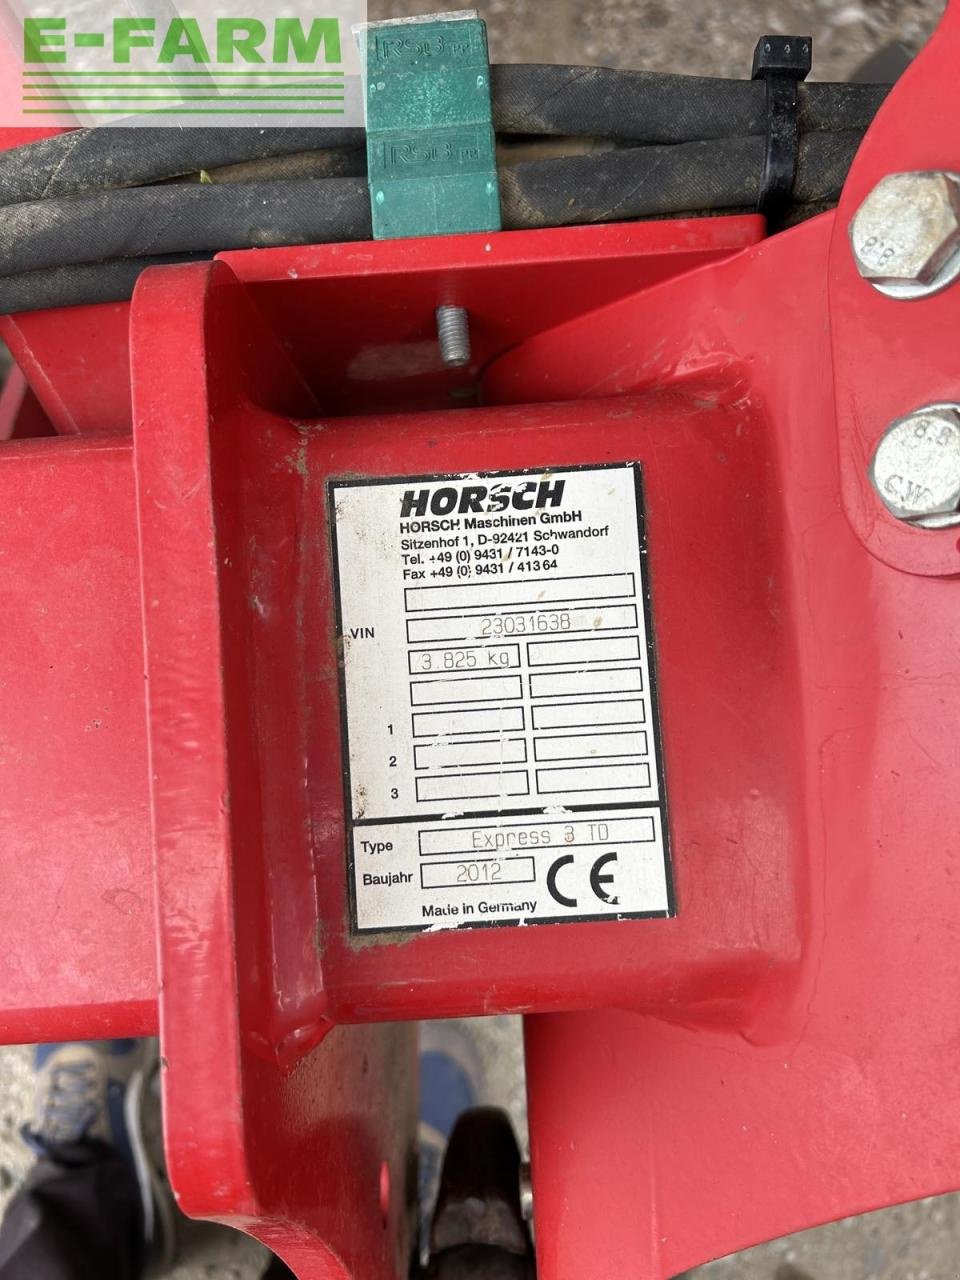 E-FARM
RSB PP
RSB PP
8.8
8.8
HORSCH
HORSCH Maschinen GmbH
Sitzenhof 1, D-92421 Schwandorf
Tel. +49 (0) 9431 / 7143-0
Fax +49 (0) 9431 / 413 64
VIN 23031638
3.825 kg
1
2
3
Type Express 3 TD
Baujahr 2012 CE
Made in Germany